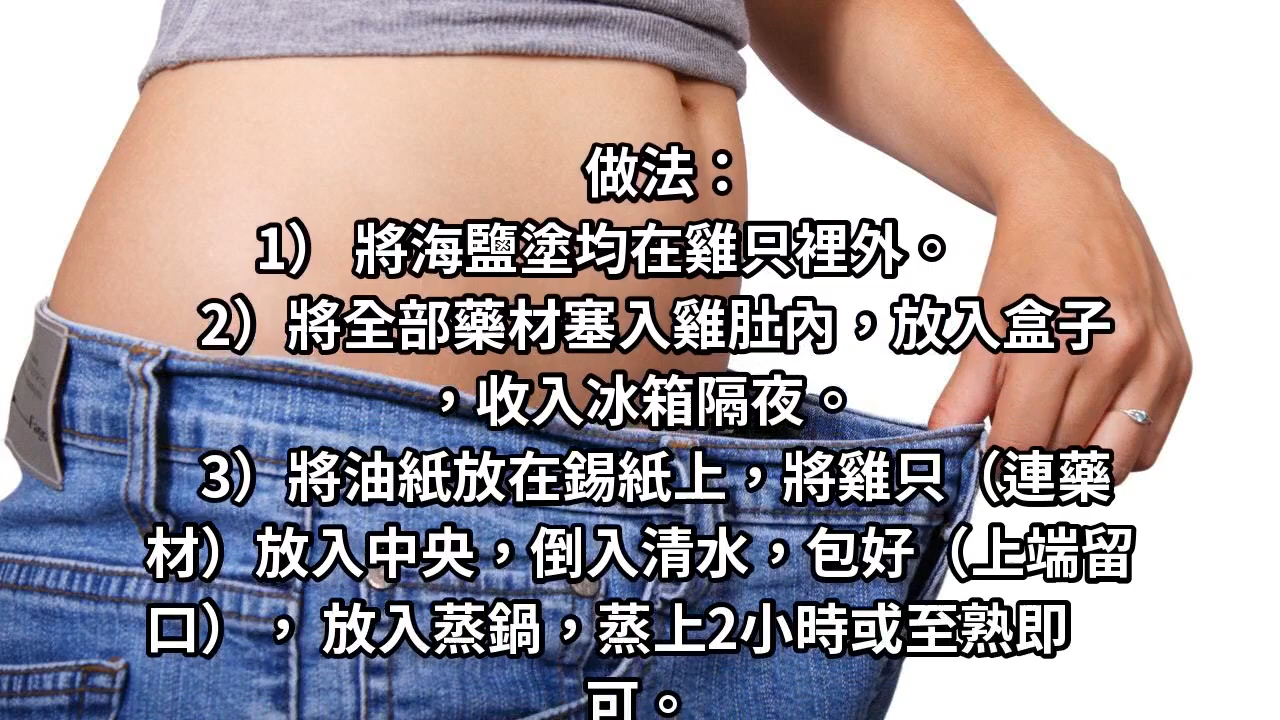 做法：
1） 將海鹽塗均在雞只裡外。
2）將全部藥材塞入雞肚內，放入盒子
，收入冰箱隔夜。
3）將油紙放在錫紙上，將雞只（連藥
材）放入中央，倒入清水，包好（上端留
口），放入蒸鍋，蒸上2小時或至熟即
可。